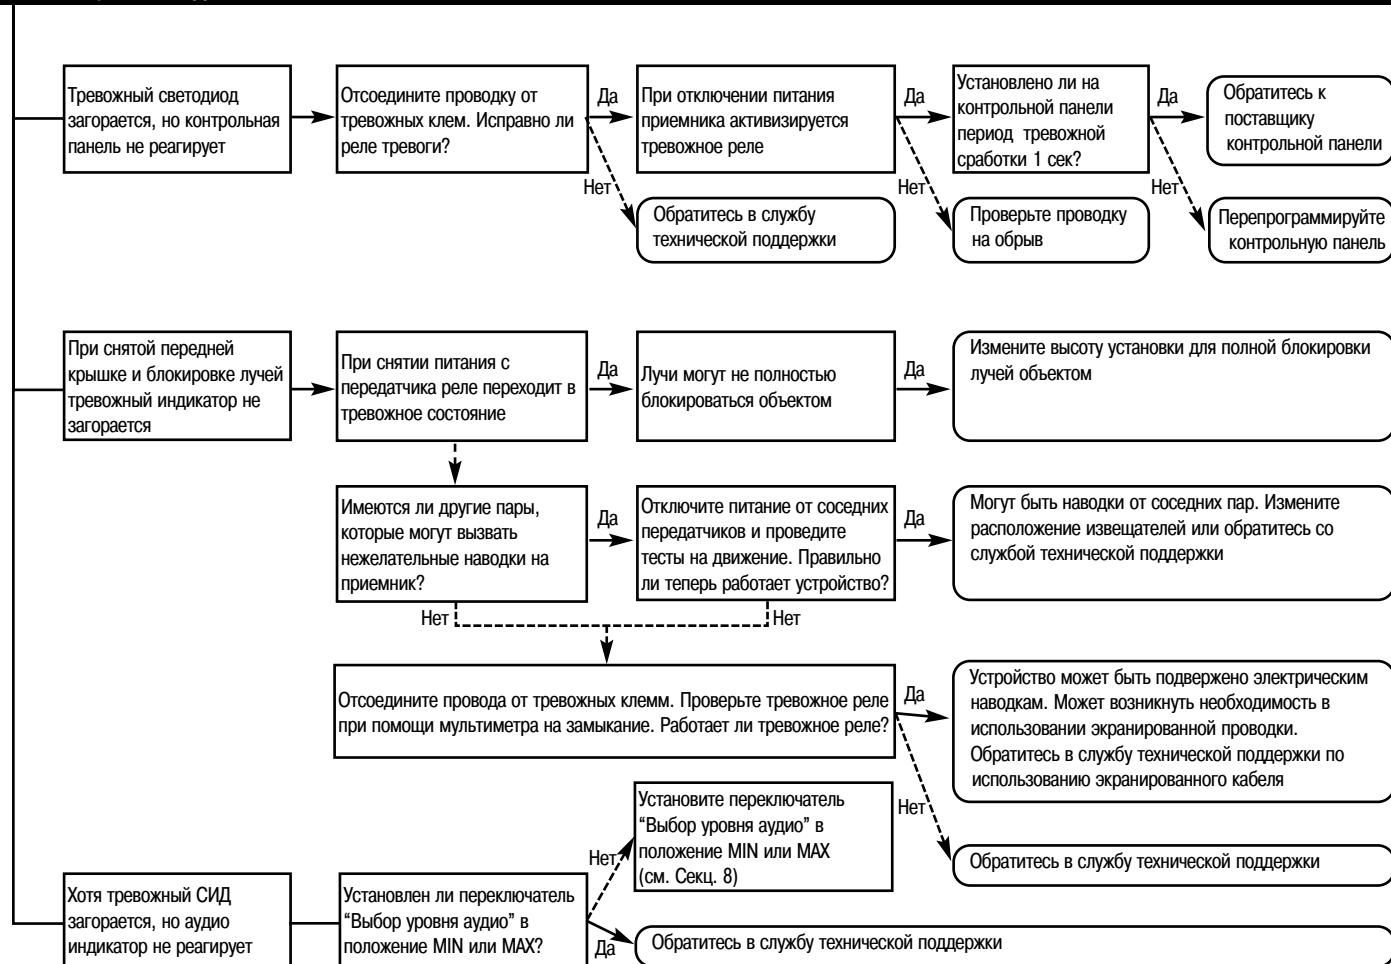 Тревожный светодиод
загорается, но контрольная
панель не реагирует
Отсоедините проводку от
тревожных клем. Исправно ли
реле тревоги?
Да
Нет
При отключении питания
приемника активизируется
тревожное реле
Обратитесь в службу
технической поддержки
Да
Нет
Установлено ли на
контрольной панели
период тревожной
сработки 1 сек?
Проверьте проводку
на обрыв
Да
Нет
Обратитесь к
поставщику
контрольной панели
Перепрограммируйте
контрольную панель
При снятой передней
крышке и блокировке лучей
тревожный индикатор не
загорается
При снятии питания с
передатчика реле переходит в
тревожное состояние
Да
Лучи могут не полностью
блокироваться объектом
Да
Измените высоту установки для полной блокировки
лучей объектом
Имеются ли другие пары,
которые могут вызвать
нежелательные наводки на
приемник?
Да
Отключите питание от соседних
передатчиков и проведите
тесты на движение. Правильно
ли теперь работает устройство?
Да
Могут быть наводки от соседних пар. Измените
расположение извещателей или обратитесь со
службой технической поддержки
Нет
Нет
Отсоедините провода от тревожных клемм. Проверьте тревожное реле
при помощи мультиметра на замыкание. Работает ли тревожное реле?
Да
Нет
Устройство может быть подвержено электрическим
наводкам. Может возникнуть необходимость в
использовании экранированной проводки.
Обратитесь в службу технической поддержки по
использованию экранированного кабеля
Обратитесь в службу технической поддержки
Хотя тревожный СИД
загорается, но аудио
индикатор не реагирует
Установлен ли переключатель
“Выбор уровня аудио” в
положение MIN или MAX?
Нет
Да
Установите переключатель
“Выбор уровня аудио” в
положение MIN или MAX
(см. Секц. 8)
Обратитесь в службу технической поддержки